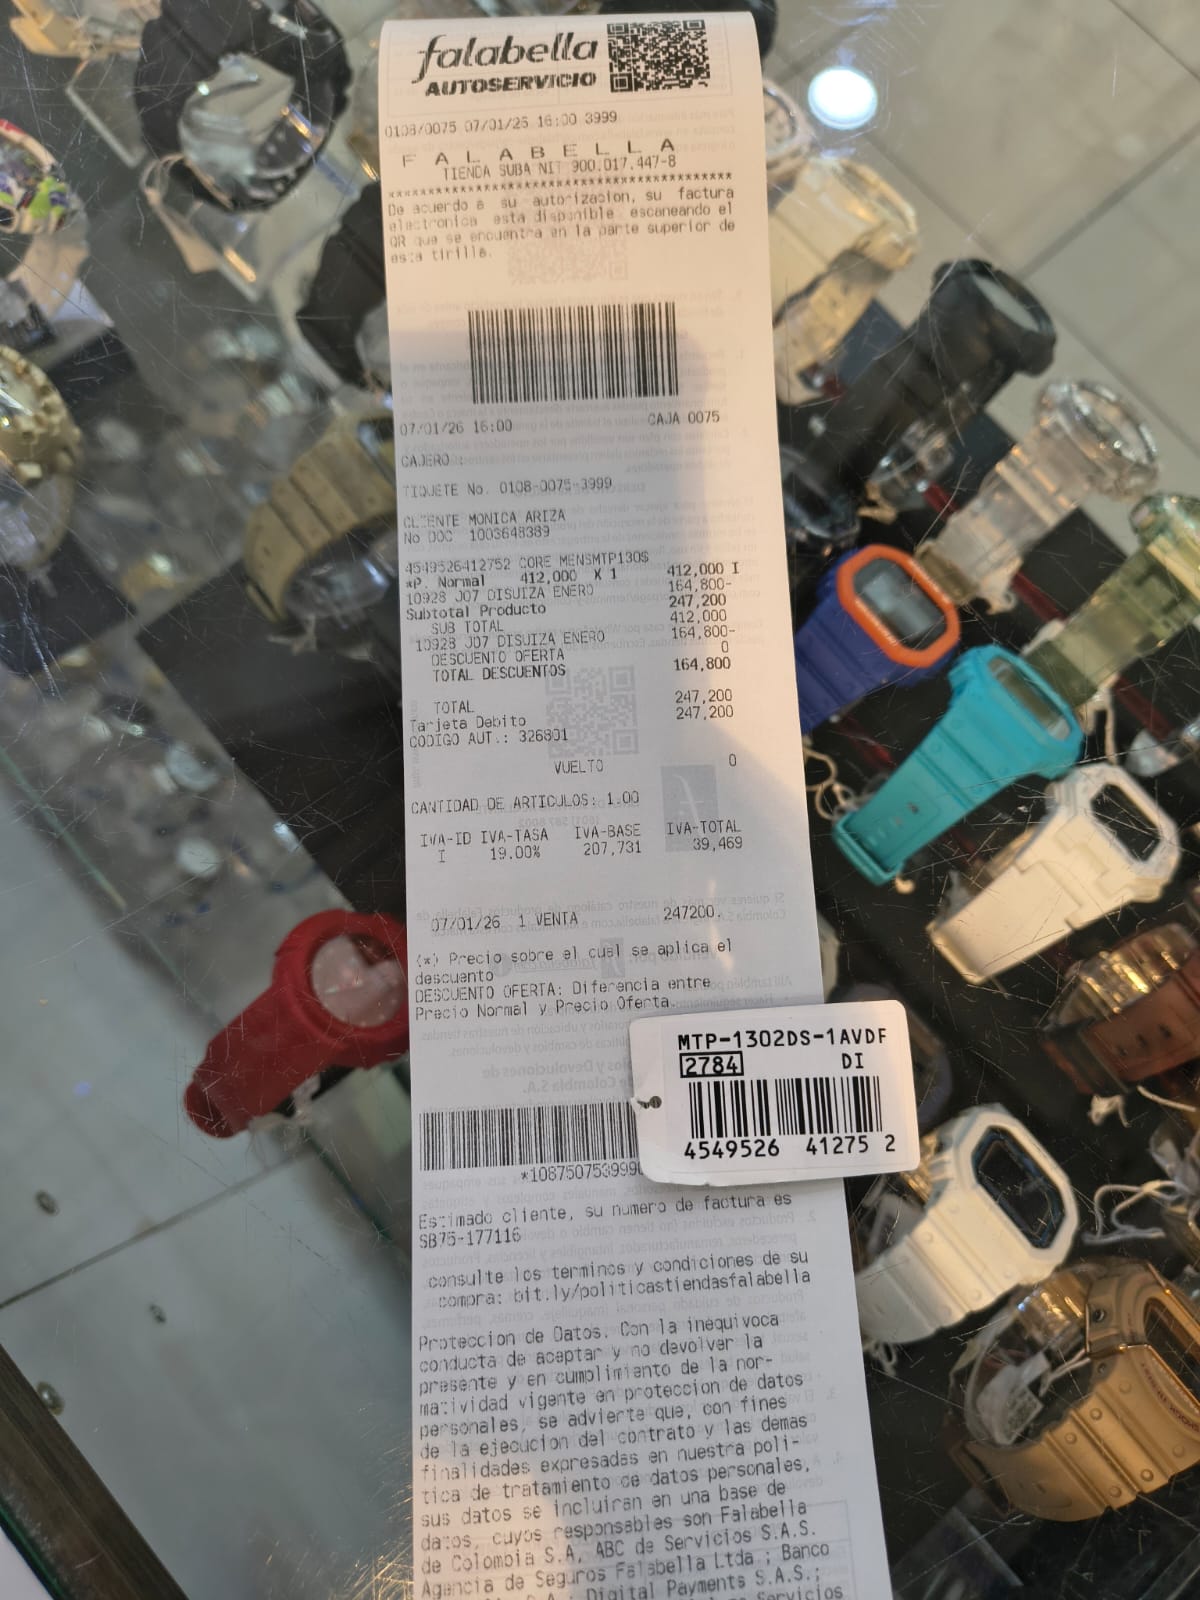 falabella
AUTOSERVICIO
0108/0075 07/01/26 16:00 3999
F A L A B E L L A
TIENDA SUBA NIT 900.017.447-8
****************************************
De acuerdo a su autorizacion, su factura
electronica esta disponible escaneando el
QR que se encuentra en la parte superior de
esta tirilla.
07/01/26 16:00 CAJA 0075
CAJERO :
TIQUETE No. 0108-0075-3999
CLIENTE MONICA ARIZA
No DOC 1003648389
4549526412752 CORE MENSMTP130$ 412,000 I
*P. Normal 412,000 X 1
10928 J07 DISUIZA ENERO 164,800-
Subtotal Producto 247,200
SUB TOTAL 412,000
10928 J07 DISUIZA ENERO 164,800-
DESCUENTO OFERTA 0
TOTAL DESCUENTOS 164,800
TOTAL 247,200
Tarjeta Debito 247,200
CODIGO AUT.: 326801
VUELTO 0
CANTIDAD DE ARTICULOS: 1.00
IVA-ID IVA-TASA IVA-BASE IVA-TOTAL
I 19.00% 207,731 39,469
07/01/26 1 VENTA 247200.
(*) Precio sobre el cual se aplica el
descuento
DESCUENTO OFERTA: Diferencia entre
Precio Normal y Precio Oferta.
MTP-1302DS-1AVDF
2784 DI
4549526 41275 2
*108750753999
Estimado cliente, su numero de factura es
SB75-177116
consulte los terminos y condiciones de su
compra: bit.ly/politicastiendasfalabella
Proteccion de Datos. Con la inequivoca
conducta de aceptar y no devolver la
presente y en cumplimiento de la nor-
matividad vigente en proteccion de datos
personales, se advierte que, con fines
de la ejecucion del contrato y las demas
finalidades expresadas en nuestra poli-
tica de tratamiento de datos personales,
sus datos se incluiran en una base de
datos, cuyos responsables son Falabella
de Colombia S.A, ABC de Servicios S.A.S.
Agencia de Seguros Falabella Ltda.; Banco
Digital Payments S.A.S.;
Servicios